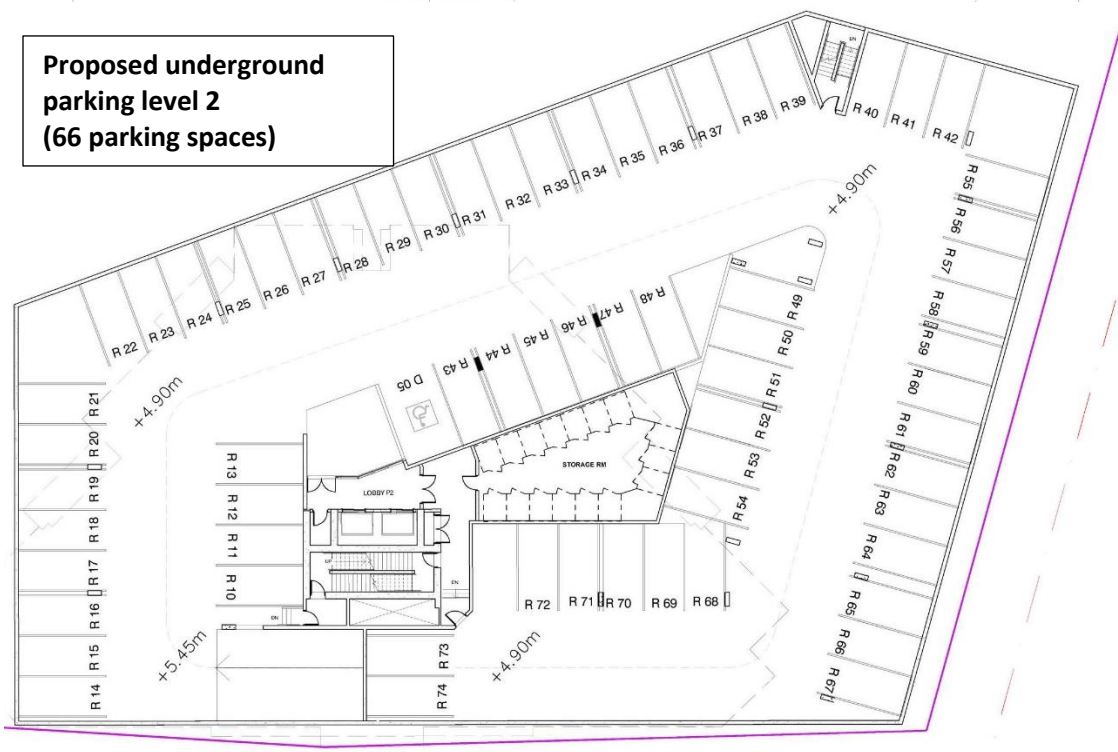 Proposed underground
parking level 2
(66 parking spaces)
DN
R 39
R 38
R 37
R 36
R 35
R 34
R 33
R 32
R 31
R 30
R 29
R 28
R 27
R 26
R 25
R 24
R 23
R 22
R 40
R 41
R 42
+4.90m
R 55
R 56
R 57
R 58
R 59
R 60
R 61
R 62
R 63
R 64
R 65
R 66
R 67
R 49
R 50
R 51
R 52
R 53
R 54
R 48
R 47
R 46
R 45
R 44
R 43
D 05
+4.90m
R 21
R 20
R 19
R 18
R 17
R 16
R 15
R 14
R 13
R 12
R 11
R 10
LOBBY P2
STORAGE RM
UP
DN
DN
R 72
R 71
R 70
R 69
R 68
R 73
R 74
+5.45m
+4.90m